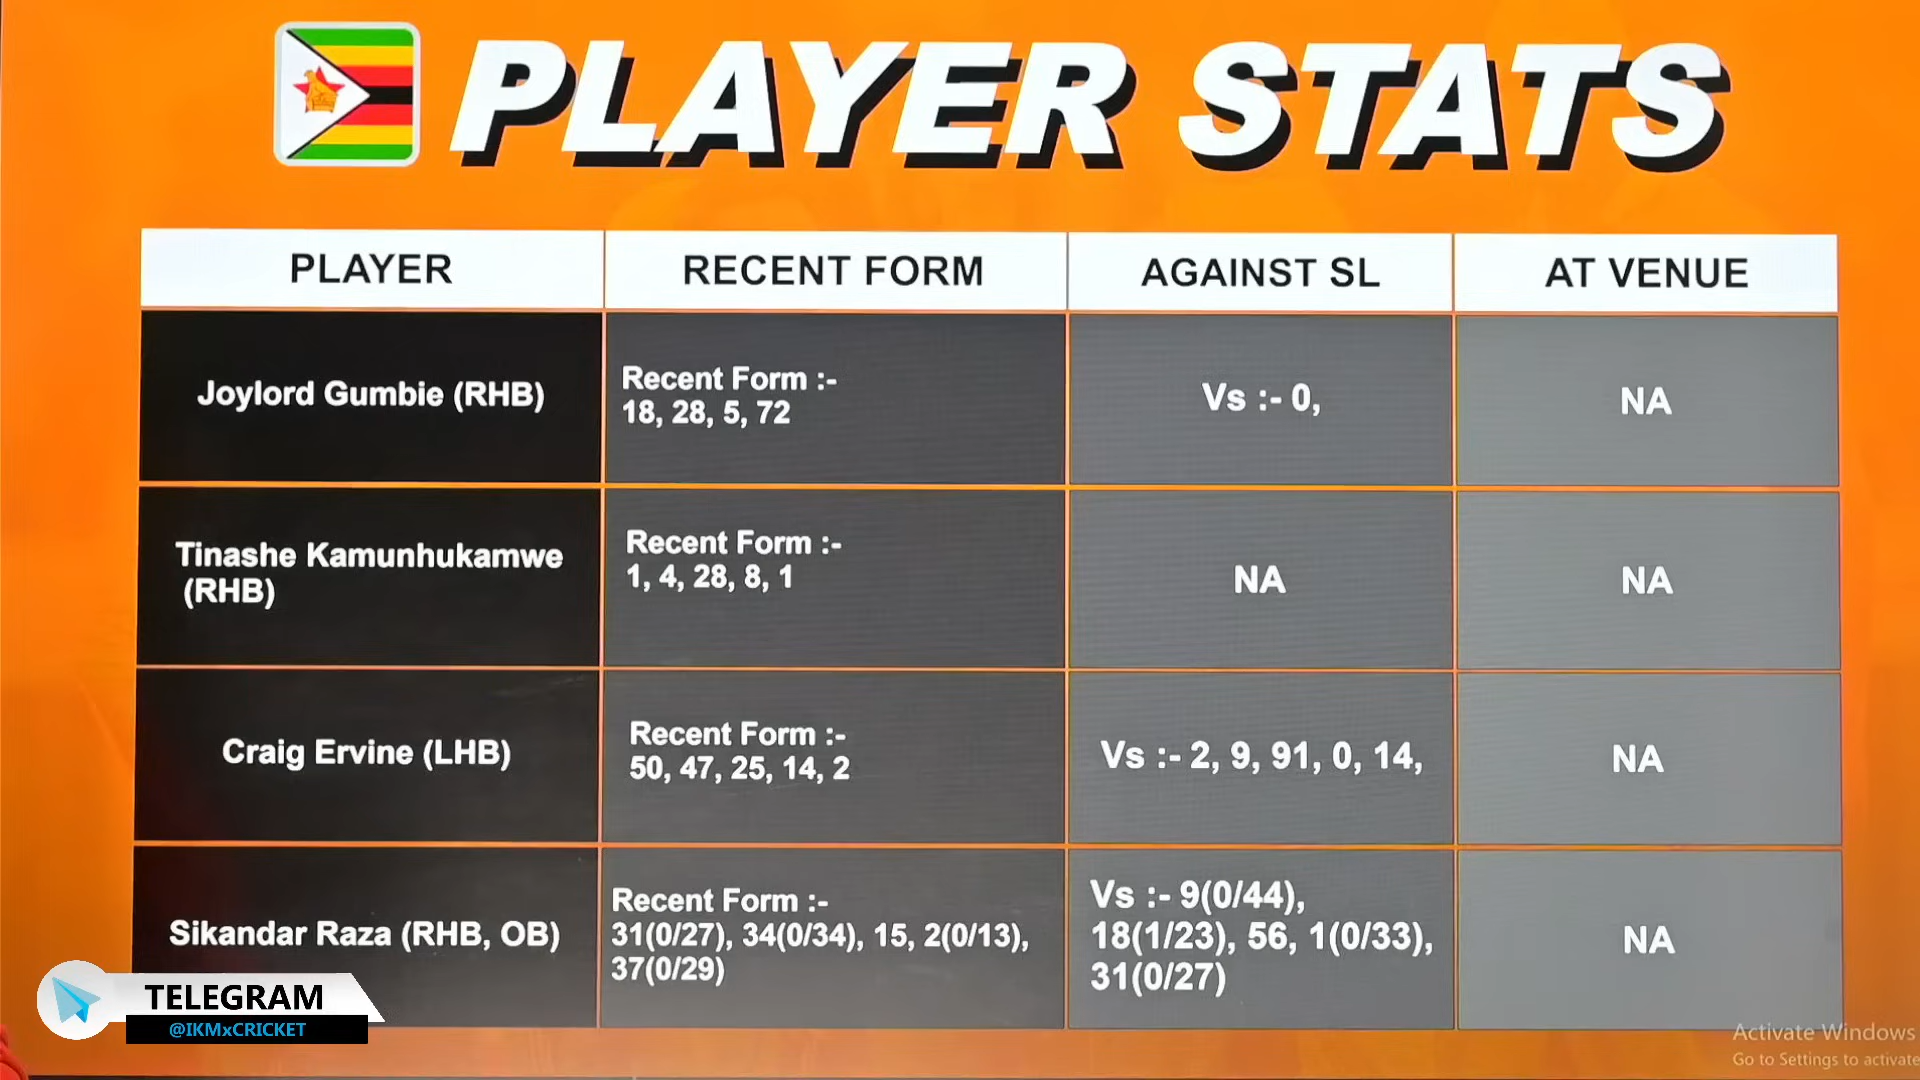 PLAYER STATS
PLAYER
RECENT FORM
AGAINST SL
AT VENUE
Joylord Gumbie (RHB)
Recent Form :-
18, 28, 5, 72
Vs :- 0,
NA
Tinashe Kamunhukamwe
(RHB)
Recent Form :-
1, 4, 28, 8, 1
NA
NA
Craig Ervine (LHB)
Recent Form :-
50, 47, 25, 14, 2
Vs :- 2, 9, 91, 0, 14,
NA
Sikandar Raza (RHB, OB)
Recent Form :-
31(0/27), 34(0/34), 15, 2(0/13),
37(0/29)
Vs :- 9(0/44),
18(1/23), 56, 1(0/33),
31(0/27)
NA
TELEGRAM
@IKMxCRICKET
Activate Windows
Go to Settings to activate